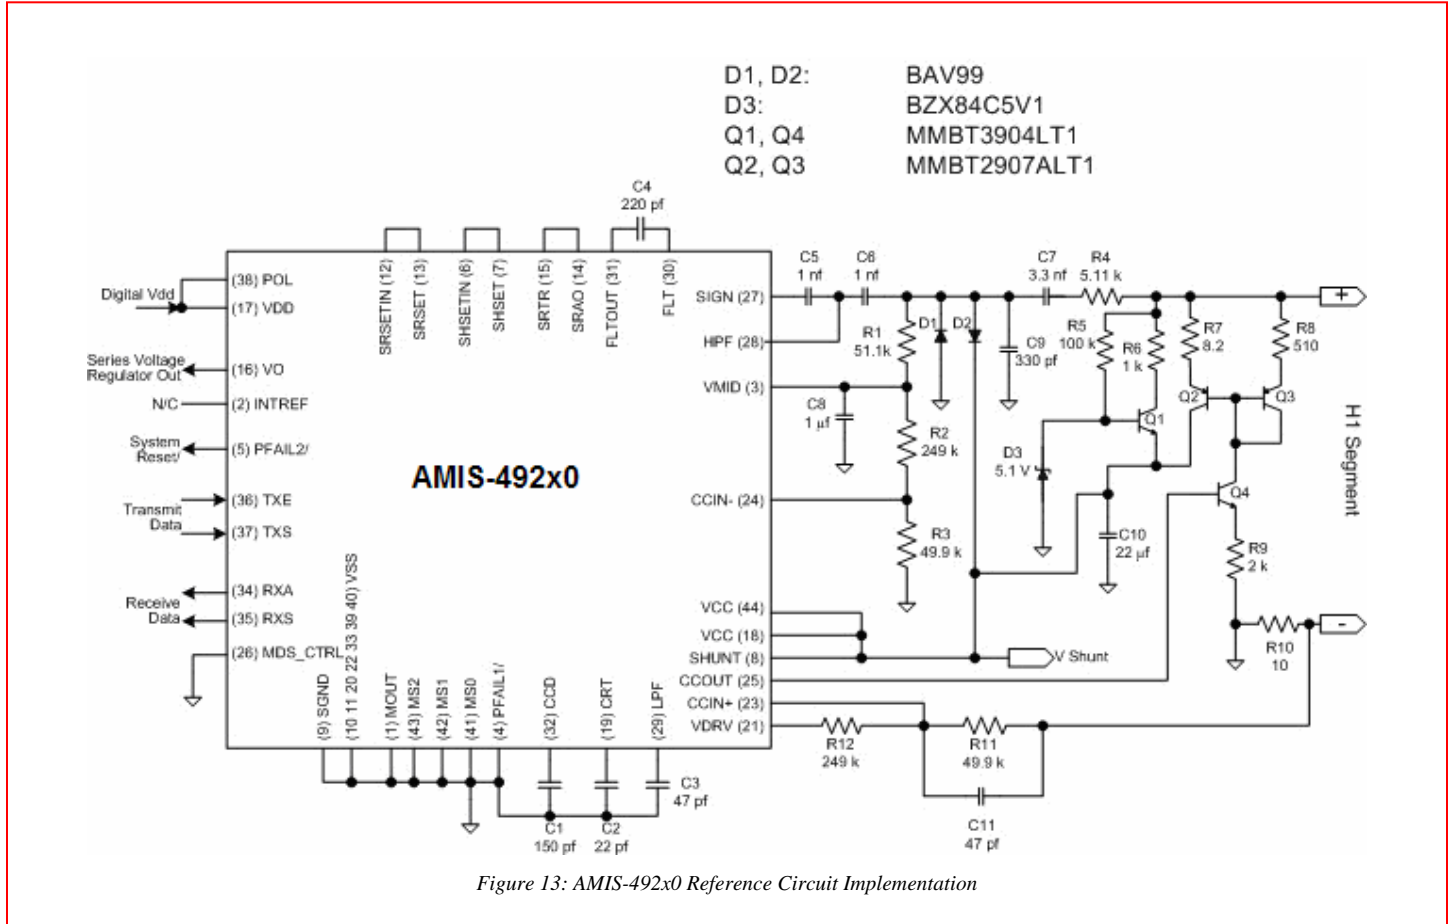 D1, D2: BAV99
D3: BZX84C5V1
Q1, Q4 MMBT3904LT1
Q2, Q3 MMBT2907ALT1
C4
220 pf
SRSETIN (12)
SRSET (13)
SHSETIN (6)
SHSET (7)
SRTR (15)
SRAO (14)
FLTOUT (31)
FLT (30)
Digital Vdd
(38) POL
(17) VDD
Series Voltage
Regulator Out
(16) VO
N/C
(2) INTREF
System
Reset/
(5) PFAIL2/
(36) TXE
Transmit
Data
(37) TXS
(34) RXA
Receive
Data
(35) RXS
(26) MDS_CTRL
AMIS-492x0
SIGN (27)
HPF (28)
VMID (3)
CCIN- (24)
VCC (44)
VCC (18)
SHUNT (8)
CCOUT (25)
CCIN+ (23)
VDRV (21)
(9) SGND
(10 11 20 22 33 39 40) VSS
(1) MOUT
(43) MS2
(42) MS1
(41) MS0
(4) PFAIL1/
(32) CCD
(19) CRT
(29) LPF
C1
150 pf
C2
22 pf
C3
47 pf
C5
1 nf
C6
1 nf
C7
3.3 nf
R4
5.11 k
R1
51.1k
D1
D2
C9
330 pf
R5
100 k
R6
1 k
R7
8.2
R8
510
C8
1 µf
R2
249 k
D3
5.1 V
Q1
Q2
Q3
H1 Segment
Q4
R3
49.9 k
C10
22 µf
R9
2 k
+
-
R10
10
V Shunt
R12
249 k
R11
49.9 k
C11
47 pf
Figure 13: AMIS-492x0 Reference Circuit Implementation